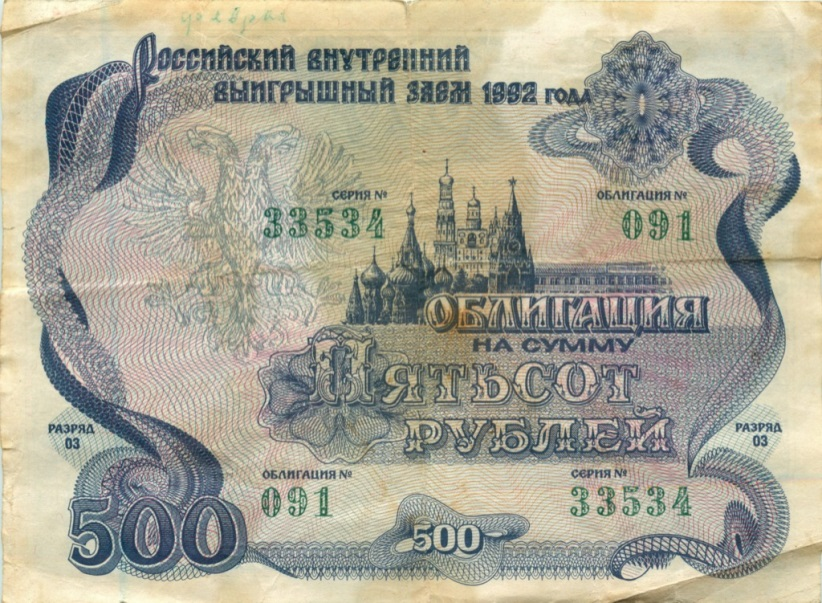 Российский внутренний
выигрышный заем 1992 года
СЕРИЯ №
33534
ОБЛИГАЦИЯ №
091
ОБЛИГАЦИЯ
НА СУММУ
Пятьсот
рублей
РАЗРЯД
03
РАЗРЯД
03
ОБЛИГАЦИЯ №
091
СЕРИЯ №
33534
500
500